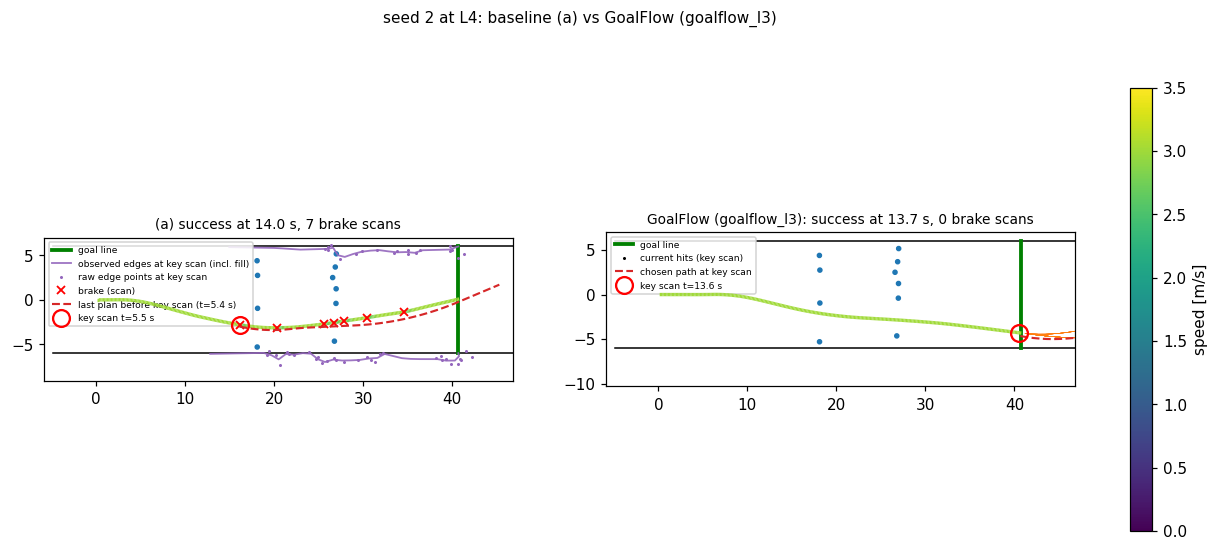 seed 2 at L4: baseline (a) vs GoalFlow (goalflow_l3)
(a) success at 14.0 s, 7 brake scans
goal line
observed edges at key scan (incl. fill)
raw edge points at key scan
brake (scan)
last plan before key scan (t=5.4 s)
key scan t=5.5 s
5
0
−5
0
10
20
30
40
GoalFlow (goalflow_l3): success at 13.7 s, 0 brake scans
goal line
current hits (key scan)
chosen path at key scan
key scan t=13.6 s
5
0
−5
−10
0
10
20
30
40
3.5
3.0
2.5
2.0
1.5
1.0
0.5
0.0
speed [m/s]